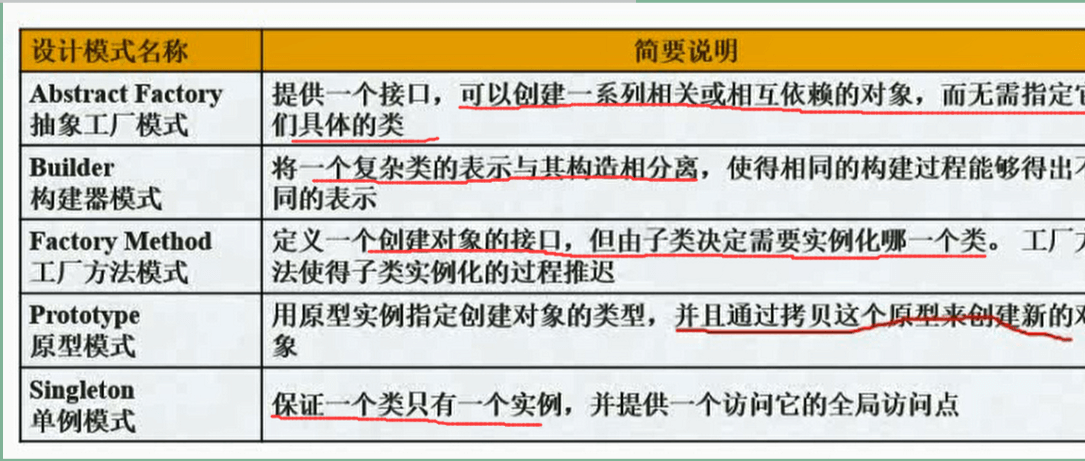 设计模式名称
简要说明
Abstract Factory
抽象工厂模式
提供一个接口，可以创建一系列相关或相互依赖的对象，而无需指定
们具体的类
Builder
构建器模式
将一个复杂类的表示与其构造相分离，使得相同的构建过程能够得出
同的表示
Factory Method
工厂方法模式
定义一个创建对象的接口，但由子类决定需要实例化哪一个类。 工厂
法使得子类实例化的过程推迟
Prototype
原型模式
用原型实例指定创建对象的类型，并且通过拷贝这个原型来创建新的
象
Singleton
单例模式
保证一个类只有一个实例，并提供一个访问它的全局访问点